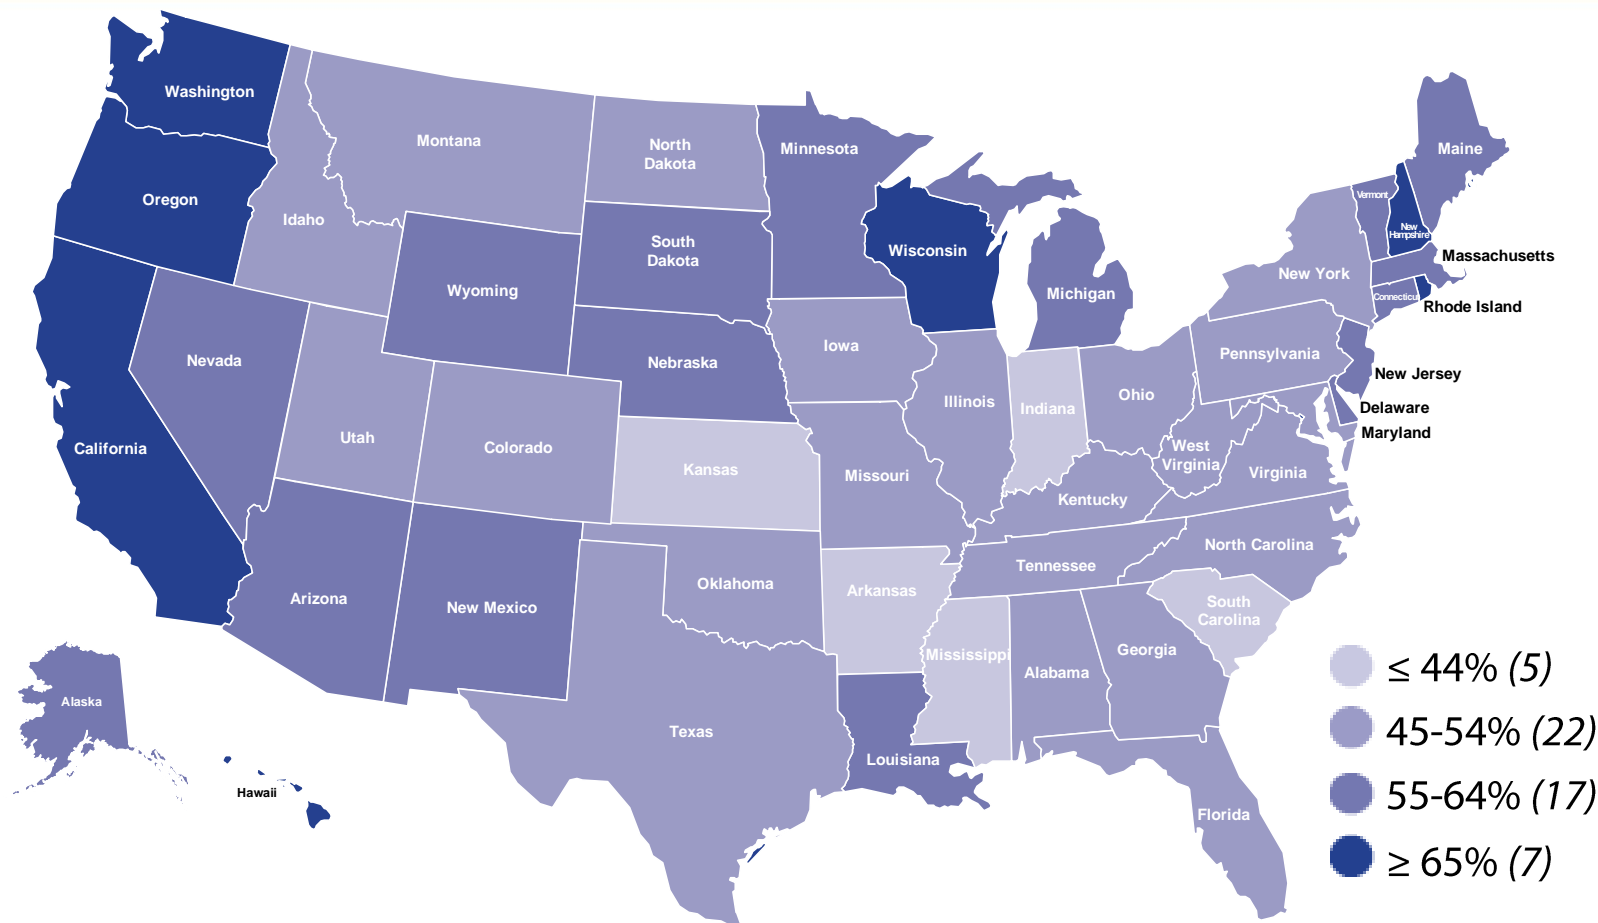 Washington
Oregon
California
Nevada
Idaho
Montana
Wyoming
Utah
Colorado
Arizona
New Mexico
North
Dakota
South
Dakota
Nebraska
Kansas
Oklahoma
Texas
Minnesota
Iowa
Missouri
Arkansas
Louisiana
Wisconsin
Illinois
Michigan
Indiana
Ohio
Kentucky
Tennessee
Mississippi
Alabama
Georgia
Florida
South
Carolina
North Carolina
Virginia
West
Virginia
Pennsylvania
New York
Vermont
New
Hampshire
Maine
Massachusetts
Connecticu
Rhode Island
New Jersey
Delaware
Maryland
Alaska
Hawaii
≤ 44% (5)
45-54% (22)
55-64% (17)
≥ 65% (7)